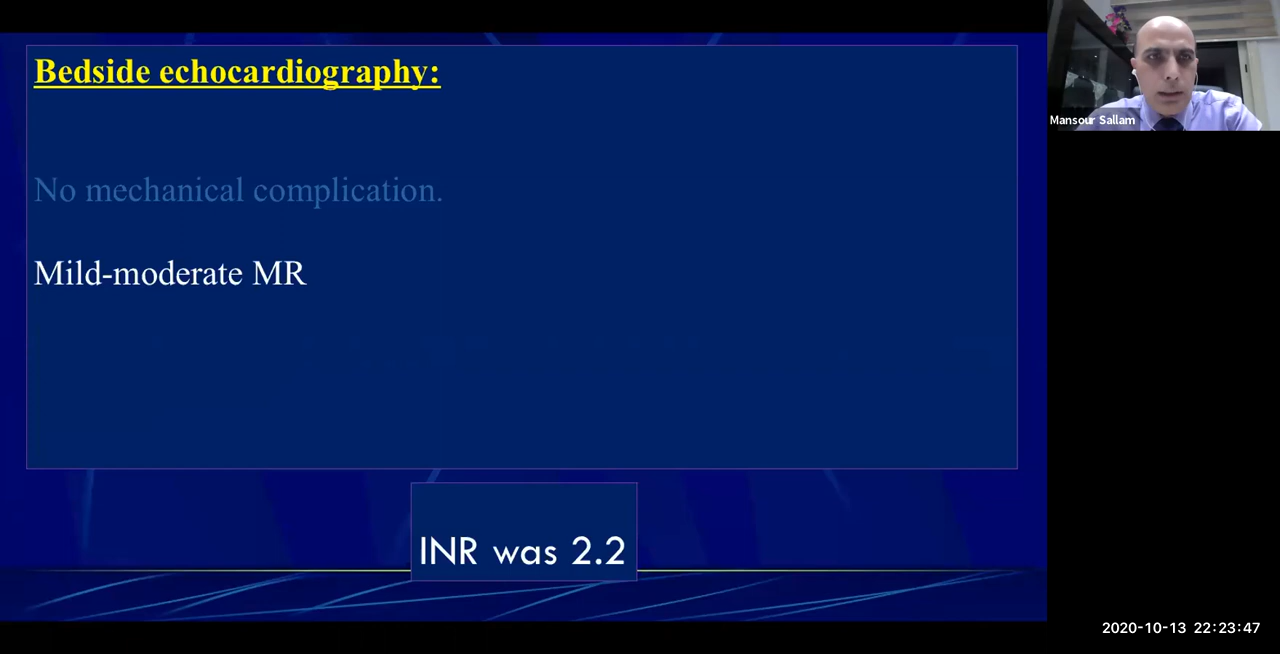 Bedside echocardiography:
No mechanical complication.
Mild-moderate MR
INR was 2.2
Mansour Sallam
2020-10-13 22:23:47